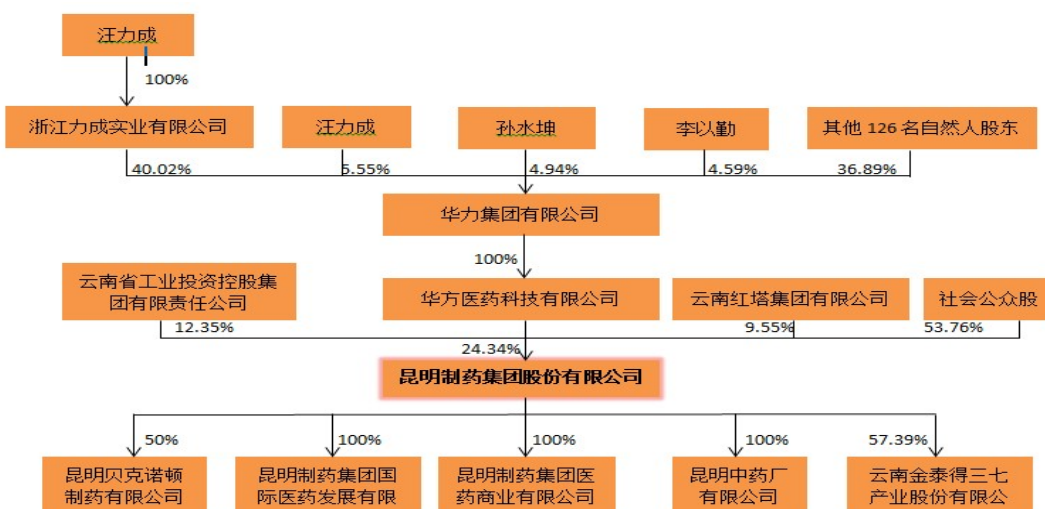 汪力成
100%
浙江力成实业有限公司
汪力成
孙水坤
李以勤
其他 126 名自然人股东
40.02%
5.55%
4.94%
4.59%
36.89%
华力集团有限公司
100%
云南省工业投资控股集
团有限责任公司
华方医药科技有限公司
云南红塔集团有限公司
社会公众股
12.35%
9.55%
53.76%
24.34%
昆明制药集团股份有限公司
50%
100%
100%
100%
57.39%
昆明贝克诺顿
制药有限公司
昆明制药集团国
际医药发展有限
昆明制药集团医
药商业有限公司
昆明中药厂
有限公司
云南金泰得三七
产业股份有限公